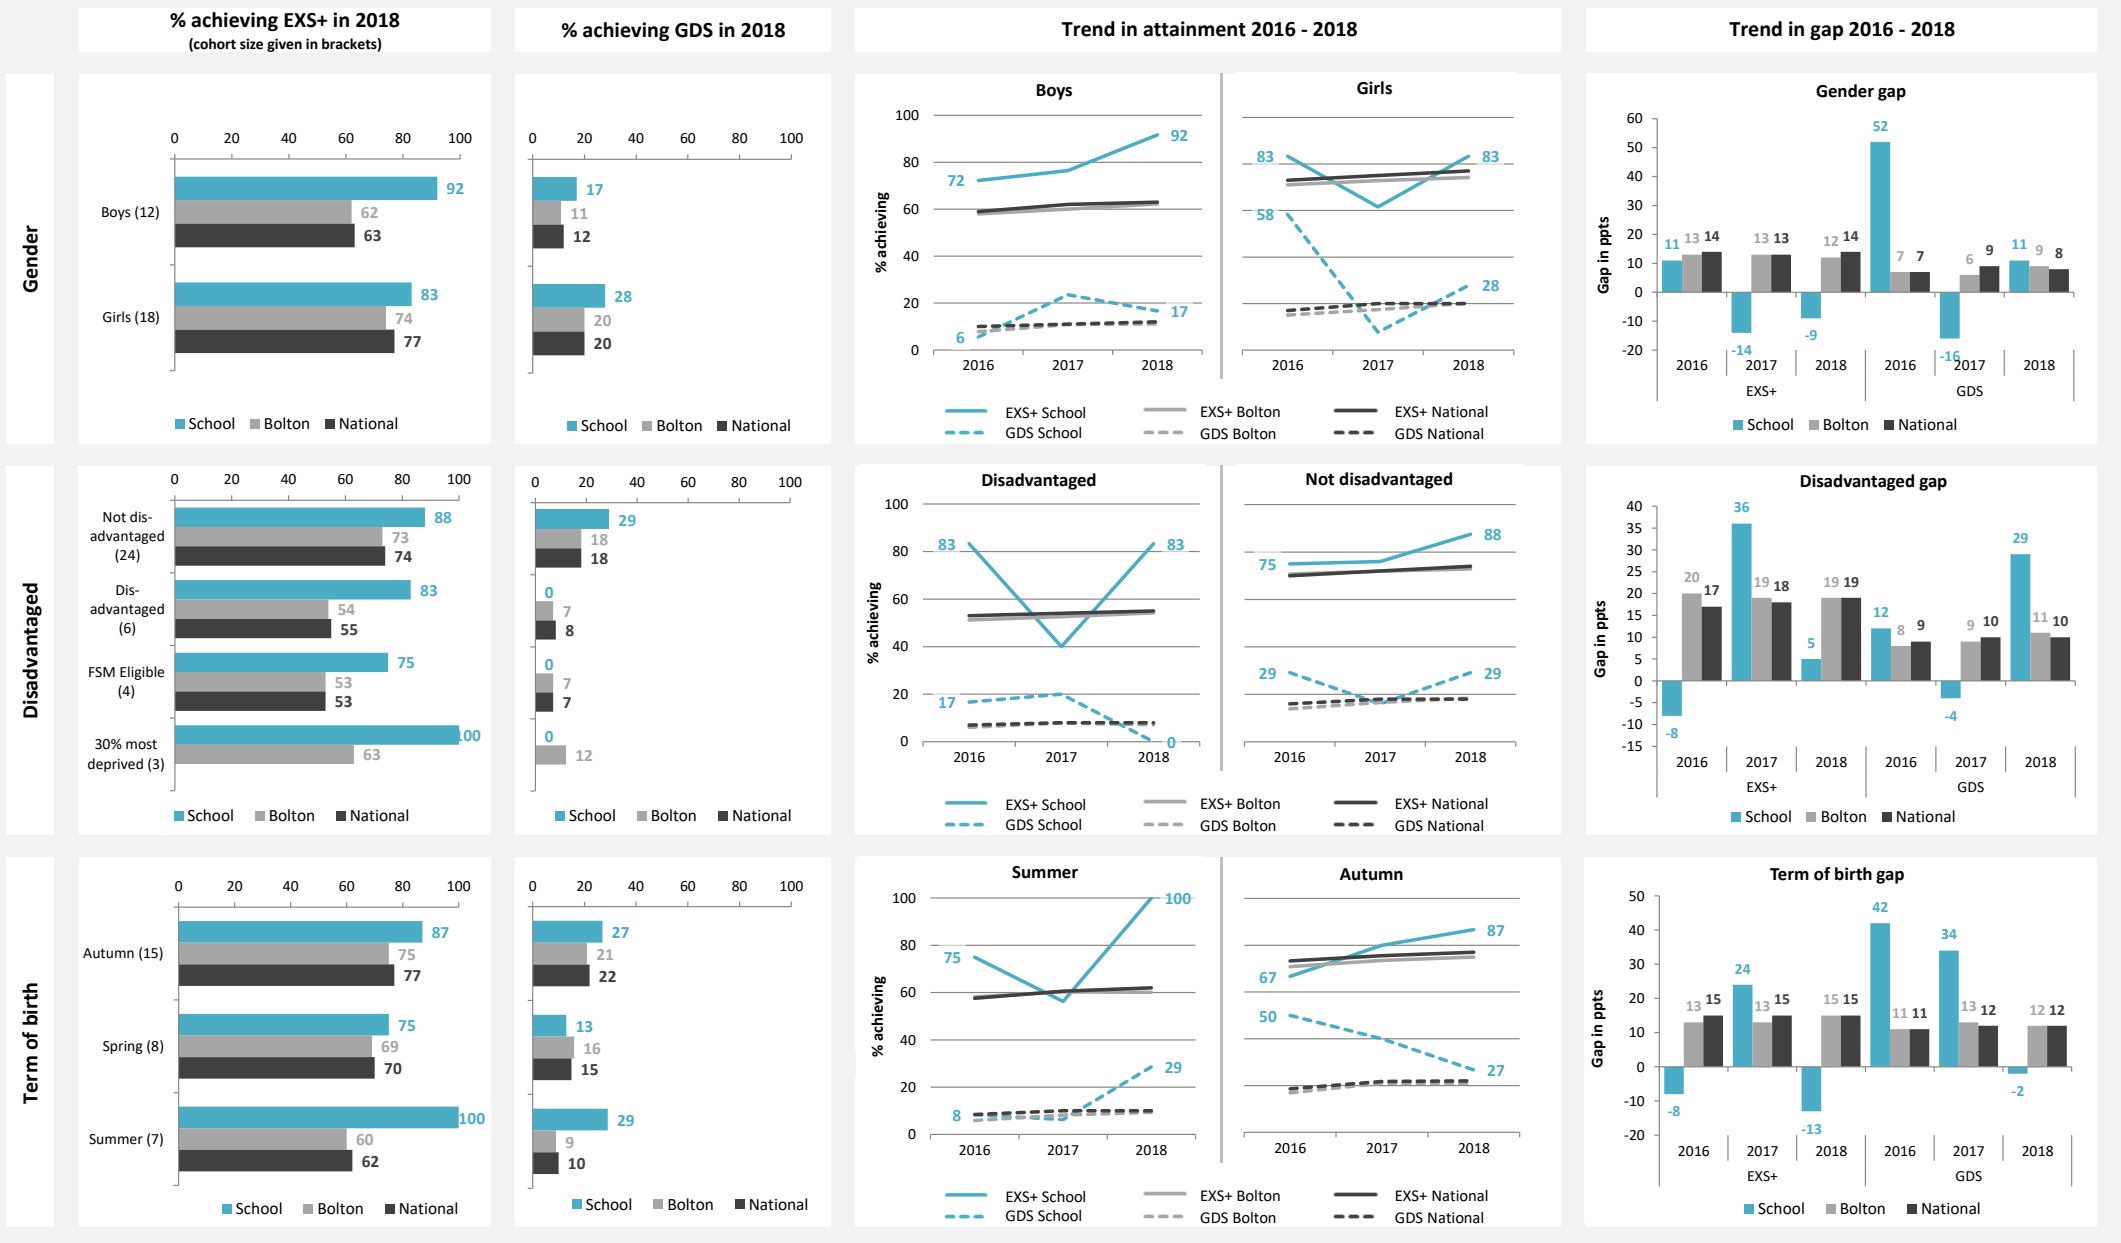 % achieving EXS+ in 2018
(cohort size given in brackets)
% achieving GDS in 2018
Trend in attainment 2016 - 2018
Trend in gap 2016 - 2018
Gender
0 20 40 60 80 100
Boys (12)
92
62
63
Girls (18)
83
74
77
School Bolton National
0 20 40 60 80 100
17
11
12
28
20
20
School Bolton National
Boys
% achieving
100
80
60
40
20
0
72
92
6
17
2016 2017 2018
Girls
83
83
58
28
2016 2017 2018
EXS+ School EXS+ Bolton EXS+ National
GDS School GDS Bolton GDS National
Gender gap
Gap in ppts
60
50
40
30
20
10
0
-10
-20
11 13 14
-14 13 13
-9 12 14
52 7 7
-16 6 9
11 9 8
2016 2017 2018 2016 2017 2018
EXS+ GDS
School Bolton National
Disadvantaged
0 20 40 60 80 100
Not dis-
advantaged
(24)
88
73
74
Dis-
advantaged
(6)
83
54
55
FSM Eligible
(4)
75
53
53
30% most
deprived (3)
100
63
School Bolton National
0 20 40 60 80 100
29
18
18
0
7
8
0
7
7
0
12
School Bolton National
Disadvantaged
% achieving
100
80
60
40
20
0
83
83
17
0
2016 2017 2018
Not disadvantaged
75
88
29
29
2016 2017 2018
EXS+ School EXS+ Bolton EXS+ National
GDS School GDS Bolton GDS National
Disadvantaged gap
Gap in ppts
40
35
30
25
20
15
10
5
0
-5
-10
-15
-8 20 17
36 19 18
5 19 19
12 8 9
-4 9 10
29 11 10
2016 2017 2018 2016 2017 2018
EXS+ GDS
School Bolton National
Term of birth
0 20 40 60 80 100
Autumn (15)
87
75
77
Spring (8)
75
69
70
Summer (7)
100
60
62
School Bolton National
0 20 40 60 80 100
27
21
22
13
16
15
29
9
10
School Bolton National
Summer
% achieving
100
80
60
40
20
0
75
100
8
29
2016 2017 2018
Autumn
67
87
50
27
2016 2017 2018
EXS+ School EXS+ Bolton EXS+ National
GDS School GDS Bolton GDS National
Term of birth gap
Gap in ppts
50
40
30
20
10
0
-10
-20
-8 13 15
24 13 15
-13 15 15
42 11 11
34 13 12
-2 12 12
2016 2017 2018 2016 2017 2018
EXS+ GDS
School Bolton National